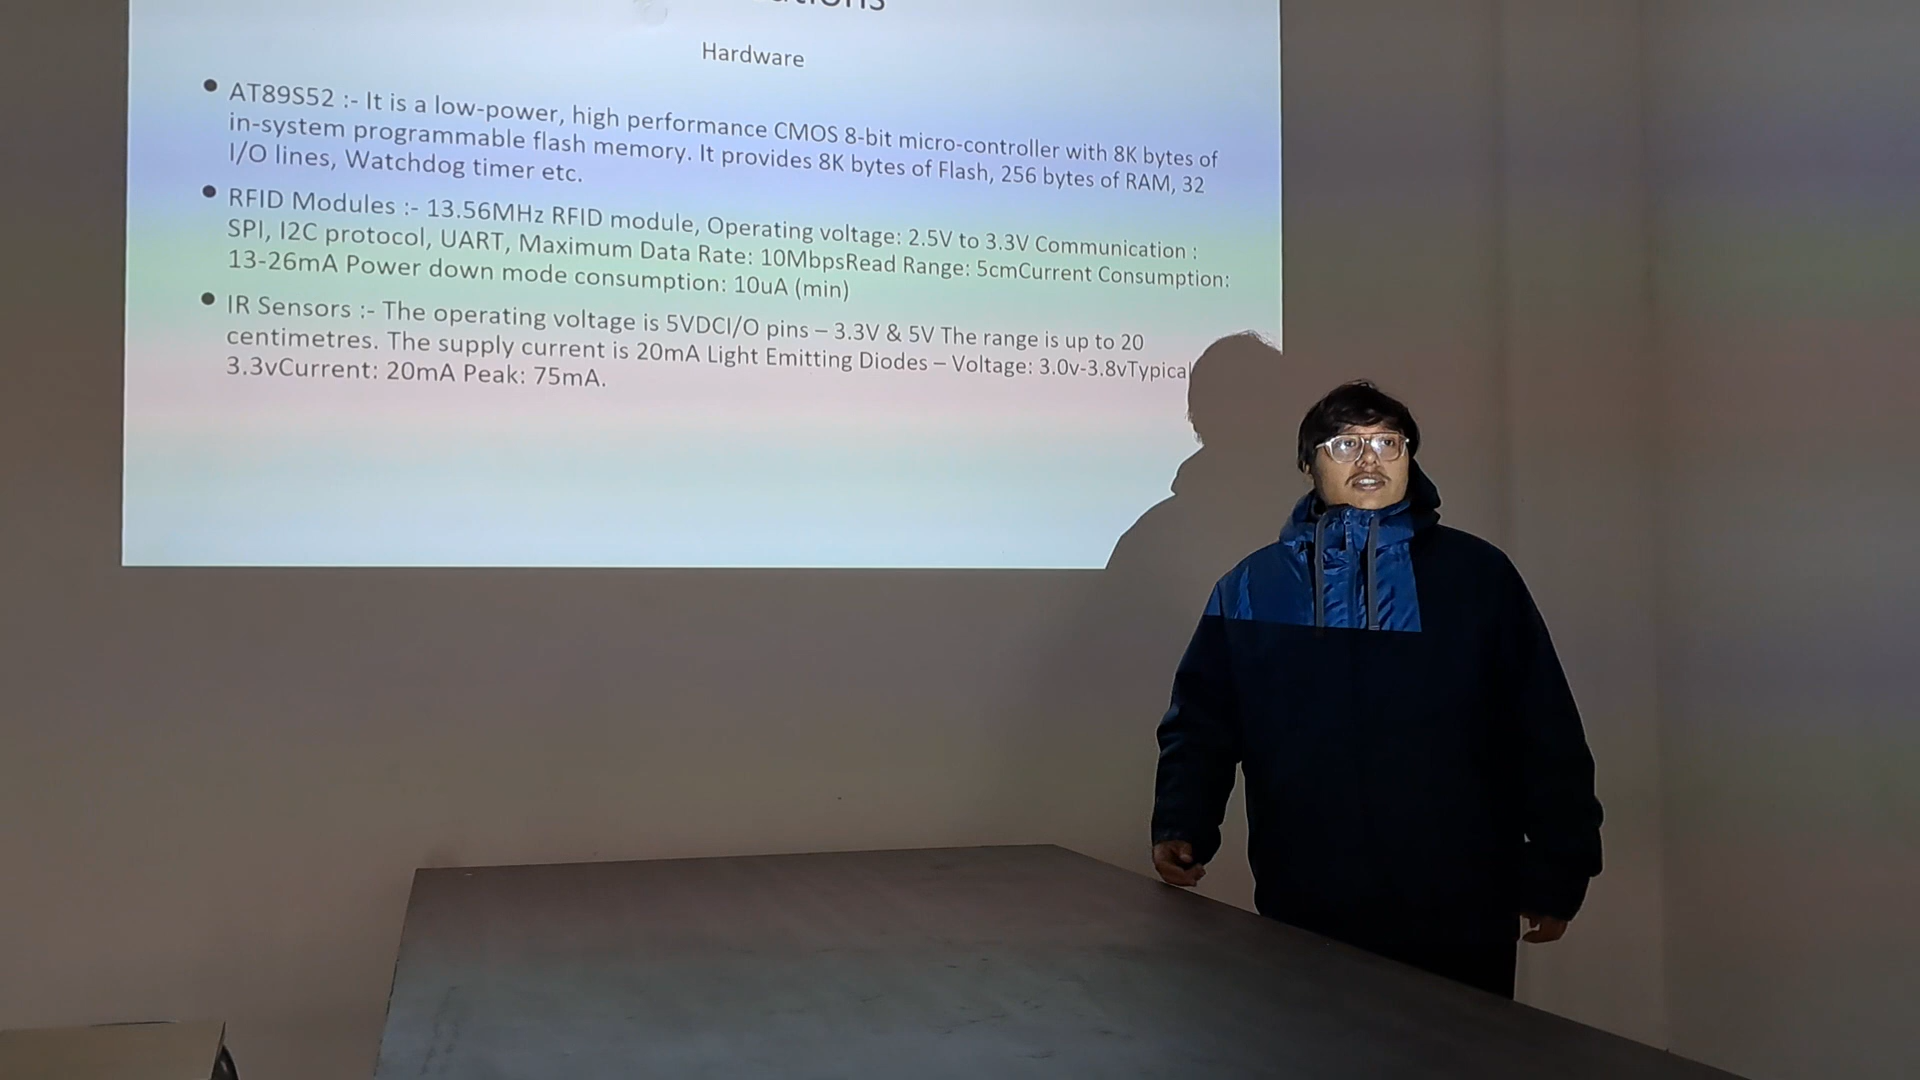 Hardware
• AT89S52 :- It is a low-power, high performance CMOS 8-bit micro-controller with 8K bytes of
in-system programmable flash memory. It provides 8K bytes of Flash, 256 bytes of RAM, 32
I/O lines, Watchdog timer etc.
• RFID Modules :- 13.56MHz RFID module, Operating voltage: 2.5V to 3.3V Communication :
SPI, I2C protocol, UART, Maximum Data Rate: 10MbpsRead Range: 5cmCurrent Consumption:
13-26mA Power down mode consumption: 10uA (min)
• IR Sensors :- The operating voltage is 5VDCI/O pins – 3.3V & 5V The range is up to 20
centimetres. The supply current is 20mA Light Emitting Diodes – Voltage: 3.0v-3.8vTypical
3.3vCurrent: 20mA Peak: 75mA.